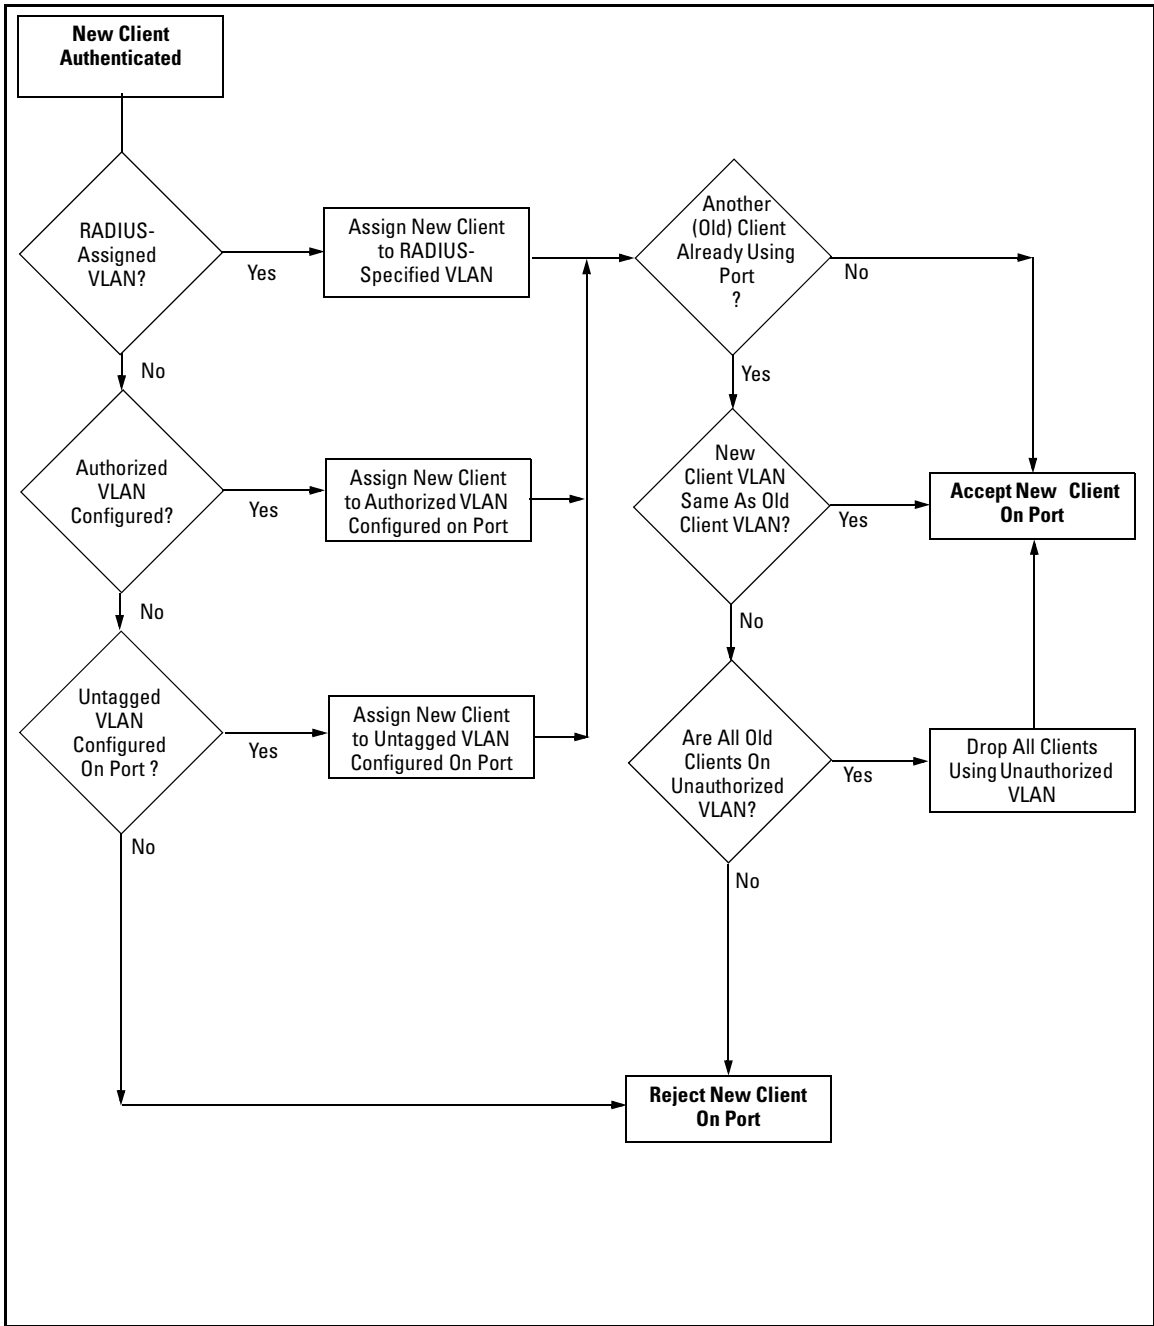 New Client
Authenticated
RADIUS-
Assigned
VLAN?
Yes
Assign New Client
to RADIUS-
Specified VLAN
Another
(Old) Client
Already Using
Port
?
No
No
Yes
Authorized
VLAN
Configured?
Yes
Assign New Client
to Authorized VLAN
Configured on Port
New
Client VLAN
Same As Old
Client VLAN?
Yes
Accept New Client
On Port
No
No
Untagged
VLAN
Configured
On Port ?
Yes
Assign New Client
to Untagged VLAN
Configured On Port
Are All Old
Clients On
Unauthorized
VLAN?
Yes
Drop All Clients
Using Unauthorized
VLAN
No
No
Reject New Client
On Port